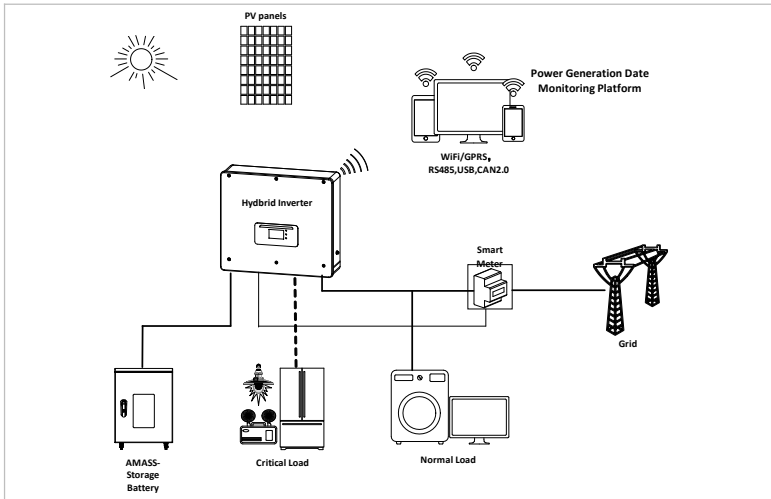 PV panels
Power Generation Date
Monitoring Platform
WiFi/GPRS,
RS485,USB,CAN2.0
Hydbrid Inverter
Smart
Meter
Grid
AMASS-
Storage
Battery
Critical Load
Normal Load